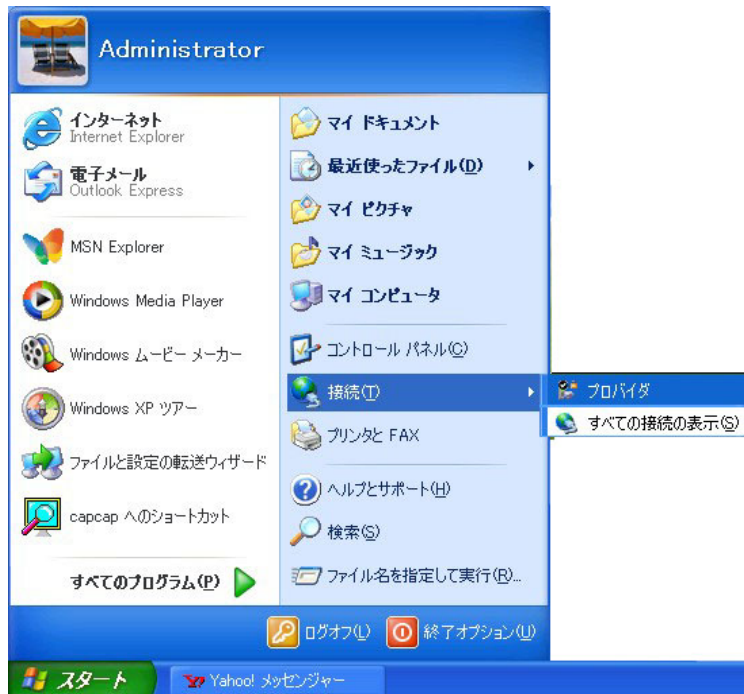 Administrator
インターネット
Internet Explorer
電子メール
Outlook Express
MSN Explorer
Windows Media Player
Windows ムービー メーカー
Windows XP ツアー
ファイルと設定の転送ウィザード
capcap へのショートカット
すべてのプログラム(P)
マイ ドキュメント
最近使ったファイル(D)
マイ ピクチャ
マイ ミュージック
マイ コンピュータ
コントロール パネル(C)
接続(T)
プロバイダ
すべての接続の表示(S)
プリンタと FAX
ヘルプとサポート(H)
検索(S)
ファイル名を指定して実行(R)...
ログオフ(L)
終了オプション(U)
スタート
Yahoo! メッセンジャー